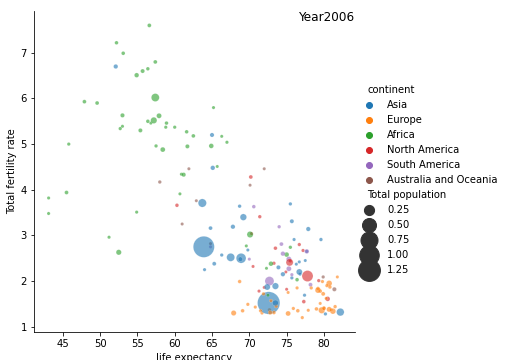 Year2006
7
6
5
4
3
2
1
Total fertility rate
45 50 55 60 65 70 75 80
life expectancy
continent
Asia
Europe
Africa
North America
South America
Australia and Oceania
Total population
0.25
0.50
0.75
1.00
1.25